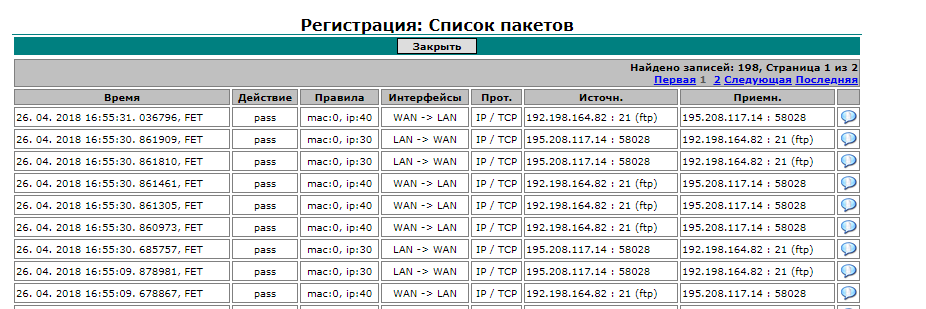 Регистрация: Список пакетов
Закрыть
Найдено записей: 198, Страница 1 из 2
Первая 1 2 Следующая Последняя
Время Действие Правила Интерфейсы Прот. Источн. Приемн.
26. 04. 2018 16:55:31. 036796, FET pass mac:0, ip:40 WAN -> LAN IP / TCP 192.198.164.82 : 21 (ftp) 195.208.117.14 : 58028
26. 04. 2018 16:55:30. 861909, FET pass mac:0, ip:30 LAN -> WAN IP / TCP 195.208.117.14 : 58028 192.198.164.82 : 21 (ftp)
26. 04. 2018 16:55:30. 861810, FET pass mac:0, ip:30 LAN -> WAN IP / TCP 195.208.117.14 : 58028 192.198.164.82 : 21 (ftp)
26. 04. 2018 16:55:30. 861461, FET pass mac:0, ip:40 WAN -> LAN IP / TCP 192.198.164.82 : 21 (ftp) 195.208.117.14 : 58028
26. 04. 2018 16:55:30. 861305, FET pass mac:0, ip:40 WAN -> LAN IP / TCP 192.198.164.82 : 21 (ftp) 195.208.117.14 : 58028
26. 04. 2018 16:55:30. 860973, FET pass mac:0, ip:40 WAN -> LAN IP / TCP 192.198.164.82 : 21 (ftp) 195.208.117.14 : 58028
26. 04. 2018 16:55:30. 685757, FET pass mac:0, ip:30 LAN -> WAN IP / TCP 195.208.117.14 : 58028 192.198.164.82 : 21 (ftp)
26. 04. 2018 16:55:09. 878981, FET pass mac:0, ip:30 LAN -> WAN IP / TCP 195.208.117.14 : 58028 192.198.164.82 : 21 (ftp)
26. 04. 2018 16:55:09. 678867, FET pass mac:0, ip:40 WAN -> LAN IP / TCP 192.198.164.82 : 21 (ftp) 195.208.117.14 : 58028